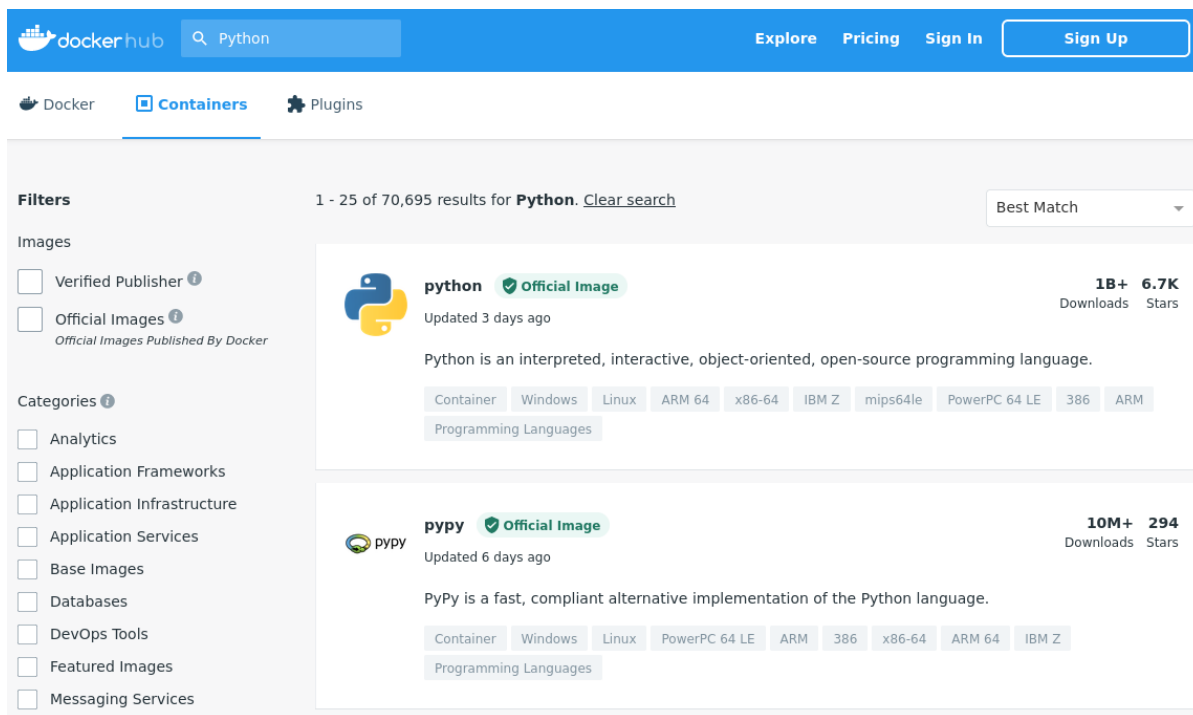 dockerhub Python Explore Pricing Sign In Sign Up
Docker Containers Plugins
Filters
Images
Verified Publisher
Official Images
Official Images Published By Docker
Categories
Analytics
Application Frameworks
Application Infrastructure
Application Services
Base Images
Databases
DevOps Tools
Featured Images
Messaging Services
1 - 25 of 70,695 results for Python. Clear search
Best Match
python Official Image
1B+ 6.7K
Downloads Stars
Updated 3 days ago
Python is an interpreted, interactive, object-oriented, open-source programming language.
Container Windows Linux ARM 64 x86-64 IBM Z mips64le PowerPC 64 LE 386 ARM
Programming Languages
pypy
pypy Official Image
10M+ 294
Downloads Stars
Updated 6 days ago
PyPy is a fast, compliant alternative implementation of the Python language.
Container Windows Linux PowerPC 64 LE ARM 386 x86-64 ARM 64 IBM Z
Programming Languages